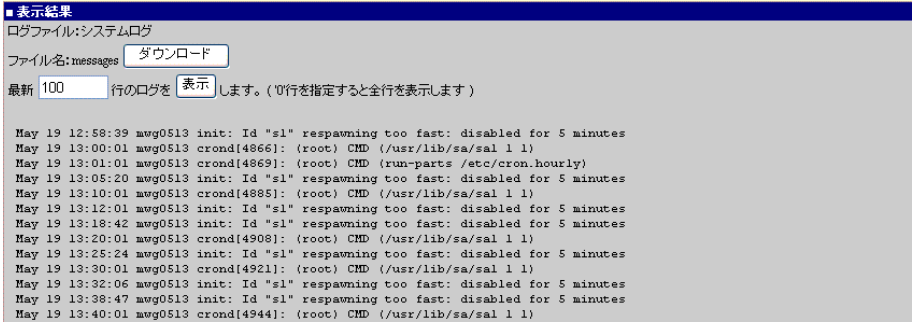 ■表示結果
ログファイル:システムログ
ファイル名:messages ダウンロード
最新 100 行のログを 表示 します。( '0'行を指定すると全行を表示します )
May 19 12:58:39 mwg0513 init: Id "sl" respawning too fast: disabled for 5 minutes
May 19 13:00:01 mwg0513 crond[4866]: (root) CMD (/usr/lib/sa/sa1 1 1)
May 19 13:01:01 mwg0513 crond[4869]: (root) CMD (run-parts /etc/cron.hourly)
May 19 13:05:20 mwg0513 init: Id "sl" respawning too fast: disabled for 5 minutes
May 19 13:10:01 mwg0513 crond[4885]: (root) CMD (/usr/lib/sa/sa1 1 1)
May 19 13:12:01 mwg0513 init: Id "sl" respawning too fast: disabled for 5 minutes
May 19 13:18:42 mwg0513 init: Id "sl" respawning too fast: disabled for 5 minutes
May 19 13:20:01 mwg0513 crond[4908]: (root) CMD (/usr/lib/sa/sa1 1 1)
May 19 13:25:24 mwg0513 init: Id "sl" respawning too fast: disabled for 5 minutes
May 19 13:30:01 mwg0513 crond[4921]: (root) CMD (/usr/lib/sa/sa1 1 1)
May 19 13:32:06 mwg0513 init: Id "sl" respawning too fast: disabled for 5 minutes
May 19 13:38:47 mwg0513 init: Id "sl" respawning too fast: disabled for 5 minutes
May 19 13:40:01 mwg0513 crond[4944]: (root) CMD (/usr/lib/sa/sa1 1 1)